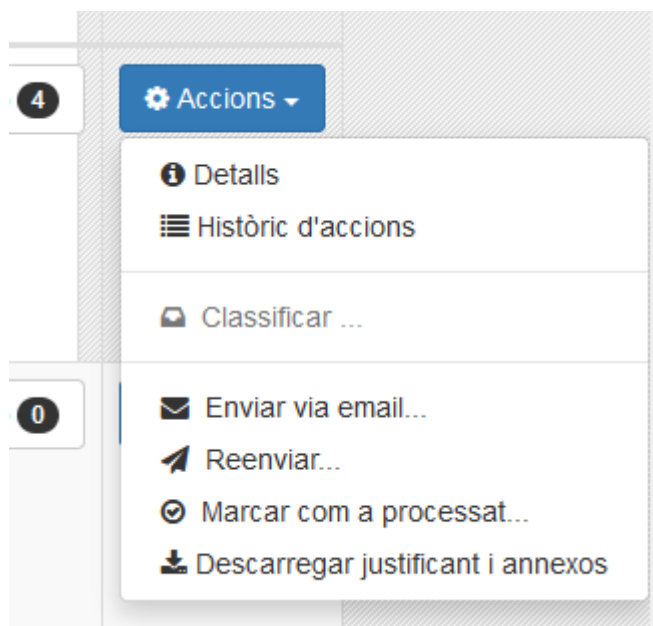 4 Accions
Detalls
Històric d'accions
Classificar ...
0
Enviar via email...
Reenviar...
Marcar com a processat...
Descarregar justificant i annexos